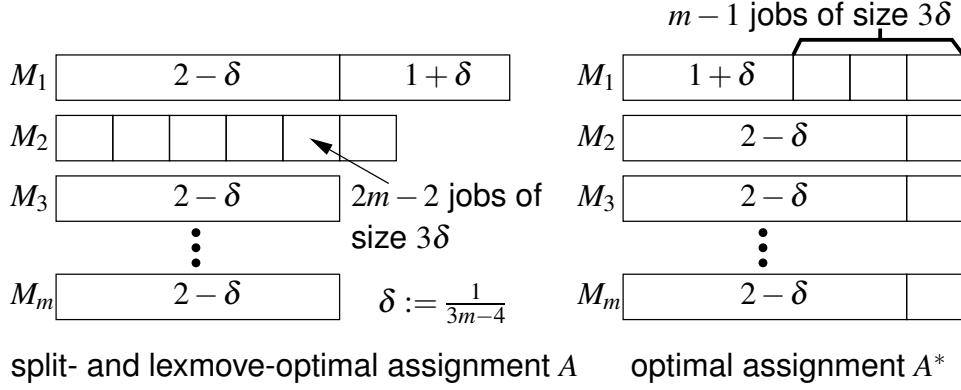 m − 1 jobs of size 3δ
M₁ 2 − δ 1 + δ
M₂
M₃ 2 − δ
2m − 2 jobs of
size 3δ
Mₘ 2 − δ
δ := 1/(3m−4)
split- and lexmove-optimal assignment A
M₁ 1 + δ
M₂ 2 − δ
M₃ 2 − δ
Mₘ 2 − δ
optimal assignment A*